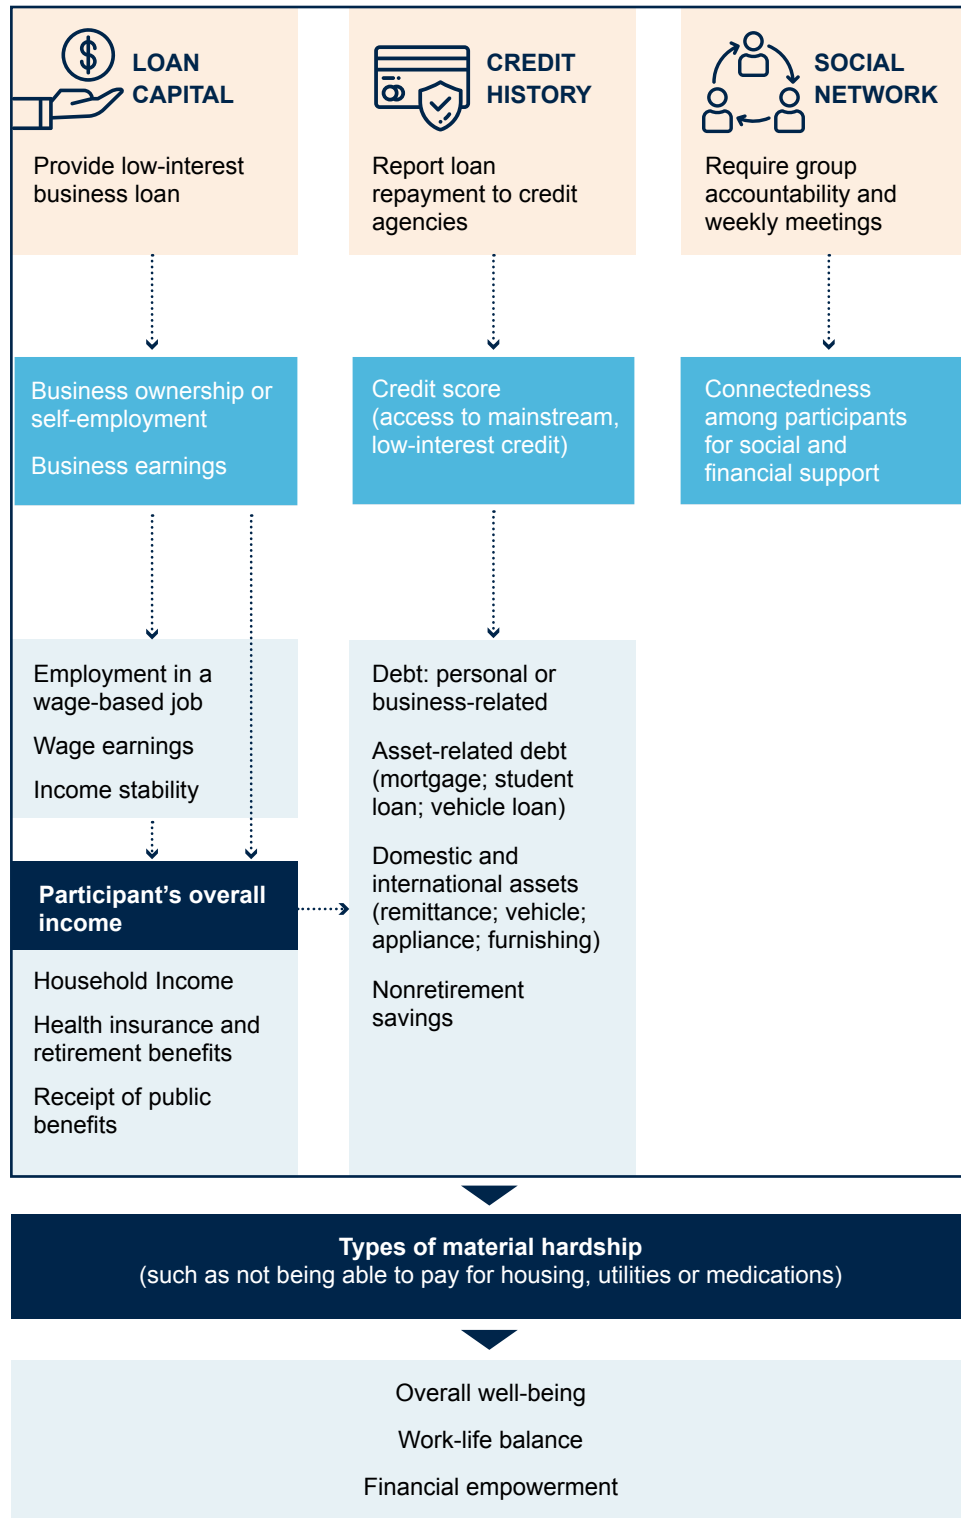 LOAN
CAPITAL
Provide low-interest
business loan
CREDIT
HISTORY
Report loan
repayment to credit
agencies
SOCIAL
NETWORK
Require group
accountability and
weekly meetings
Business ownership or
self-employment
Business earnings
Credit score
(access to mainstream,
low-interest credit)
Connectedness
among participants
for social and
financial support
Employment in a
wage-based job
Wage earnings
Income stability
Participant’s overall
income
Household Income
Health insurance and
retirement benefits
Receipt of public
benefits
Debt: personal or
business-related
Asset-related debt
(mortgage; student
loan; vehicle loan)
Domestic and
international assets
(remittance; vehicle;
appliance; furnishing)
Nonretirement
savings
Types of material hardship
(such as not being able to pay for housing, utilities or medications)
Overall well-being
Work-life balance
Financial empowerment